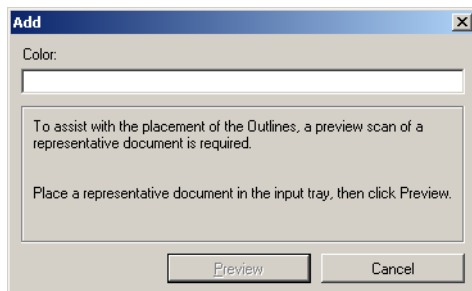 Add
Color:
To assist with the placement of the Outlines, a preview scan of a
representative document is required.
Place a representative document in the input tray, then click Preview.
Preview
Cancel